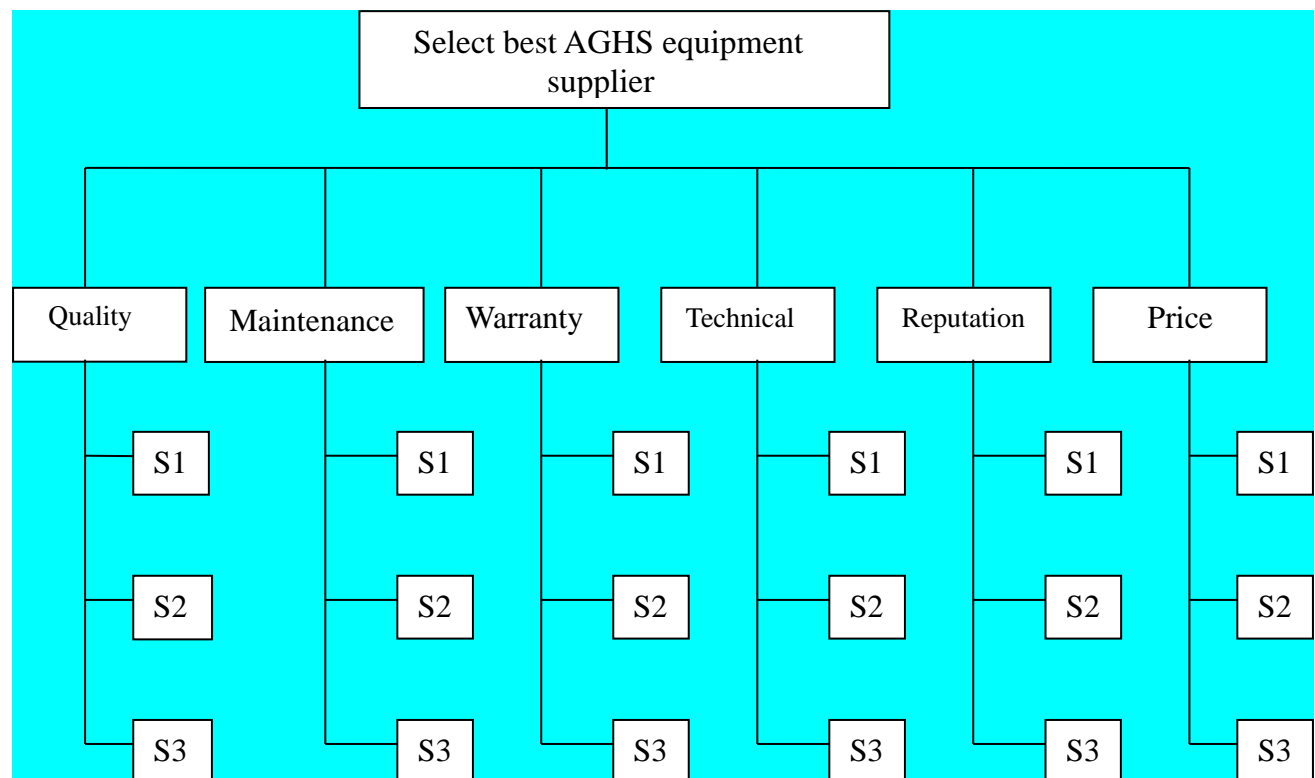 Select best AGHS equipment
supplier
Quality
Maintenance
Warranty
Technical
Reputation
Price
S1
S1
S1
S1
S1
S1
S2
S2
S2
S2
S2
S2
S3
S3
S3
S3
S3
S3